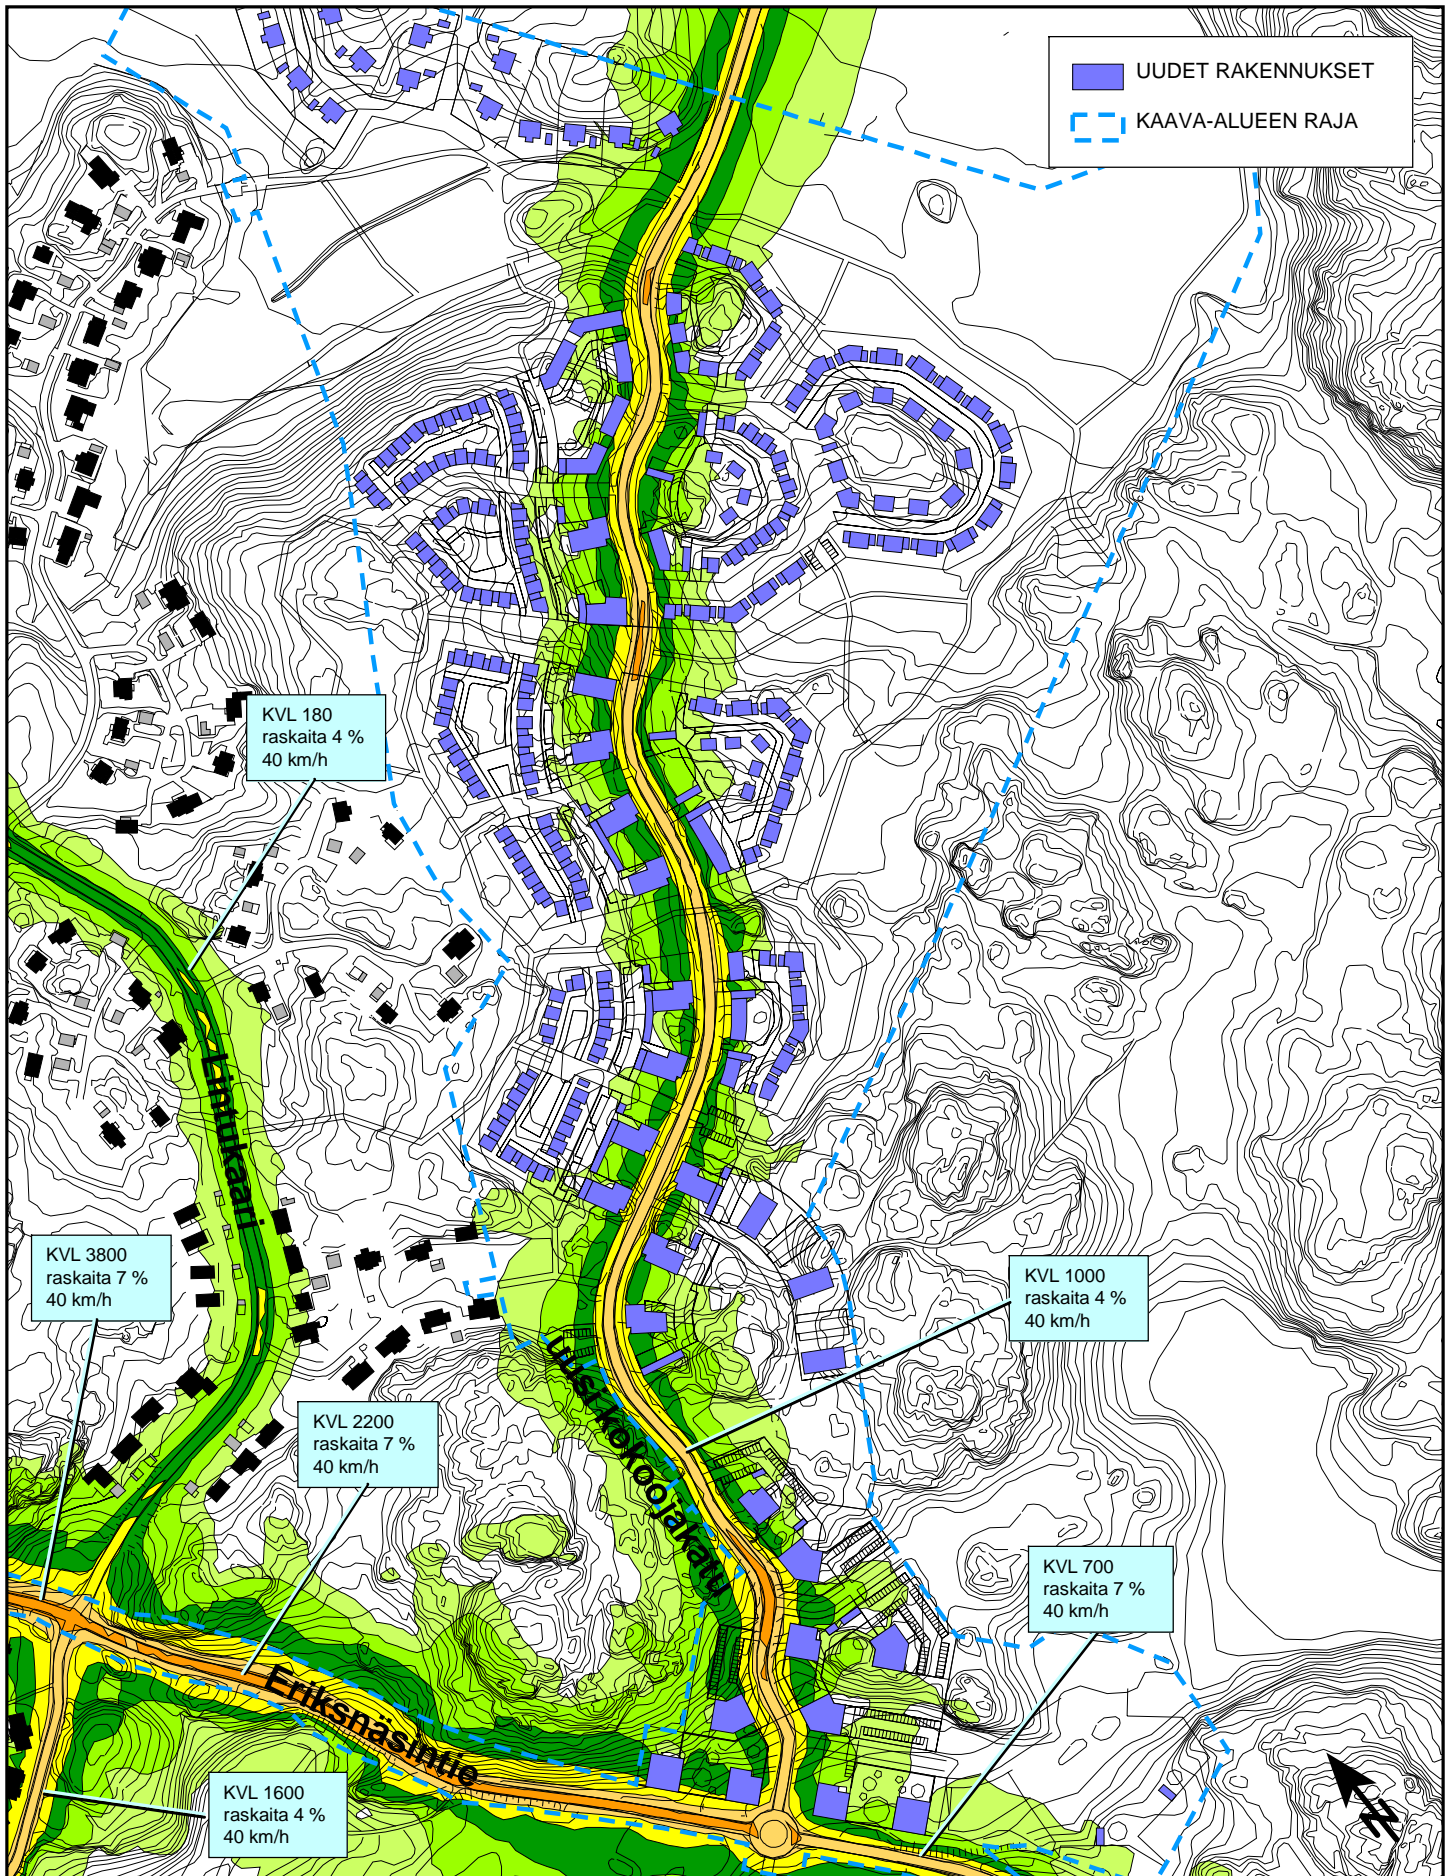 UUDET RAKENNUKSET
KAAVA-ALUEEN RAJA
KVL 180
raskaita 4 %
40 km/h
Lintukaari
KVL 3800
raskaita 7 %
40 km/h
KVL 1000
raskaita 4 %
40 km/h
uusi kokoojakatu
KVL 2200
raskaita 7 %
40 km/h
KVL 700
raskaita 7 %
40 km/h
Eriksnäsintie
KVL 1600
raskaita 4 %
40 km/h
N